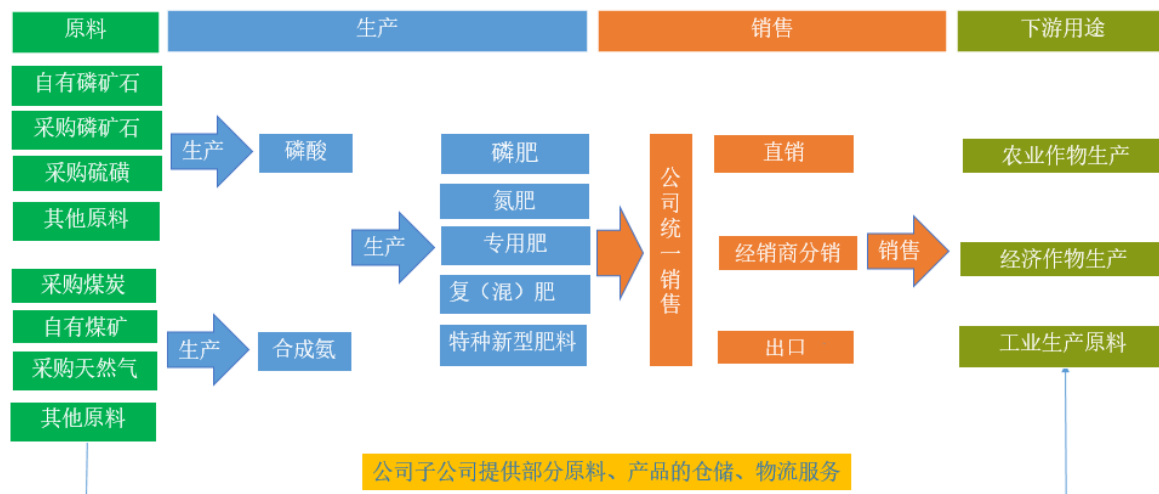 原料
生产
销售
下游用途
自有磷矿石
采购磷矿石
采购硫磺
其他原料
生产
磷酸
采购煤炭
自有煤矿
采购天然气
其他原料
生产
合成氨
生产
磷肥
氮肥
专用肥
复（混）肥
特种新型肥料
公司统一销售
直销
经销商分销
出口
销售
农业作物生产
经济作物生产
工业生产原料
公司子公司提供部分原料、产品的仓储、物流服务